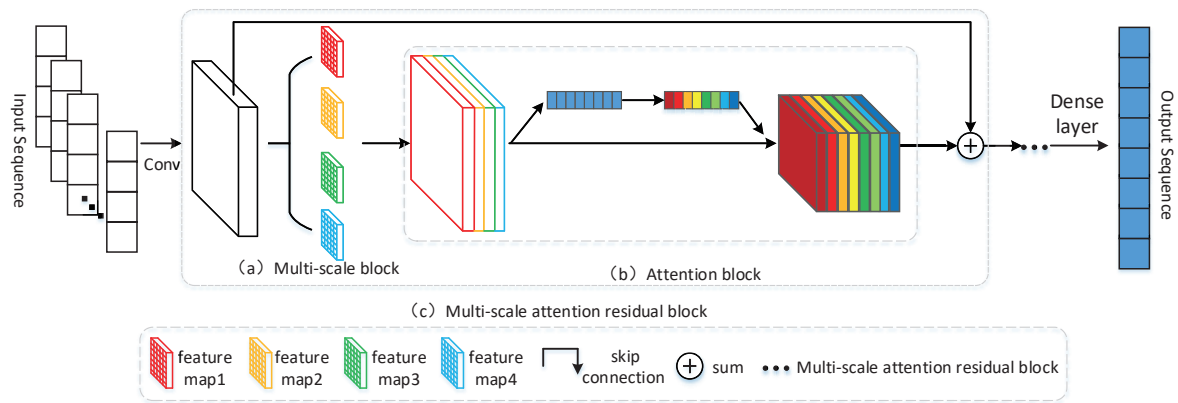 Input Sequence
Conv
(a) Multi-scale block
(b) Attention block
(c) Multi-scale attention residual block
Dense
layer
Output Sequence
feature
map1
feature
map2
feature
map3
feature
map4
skip
connection
sum
Multi-scale attention residual block